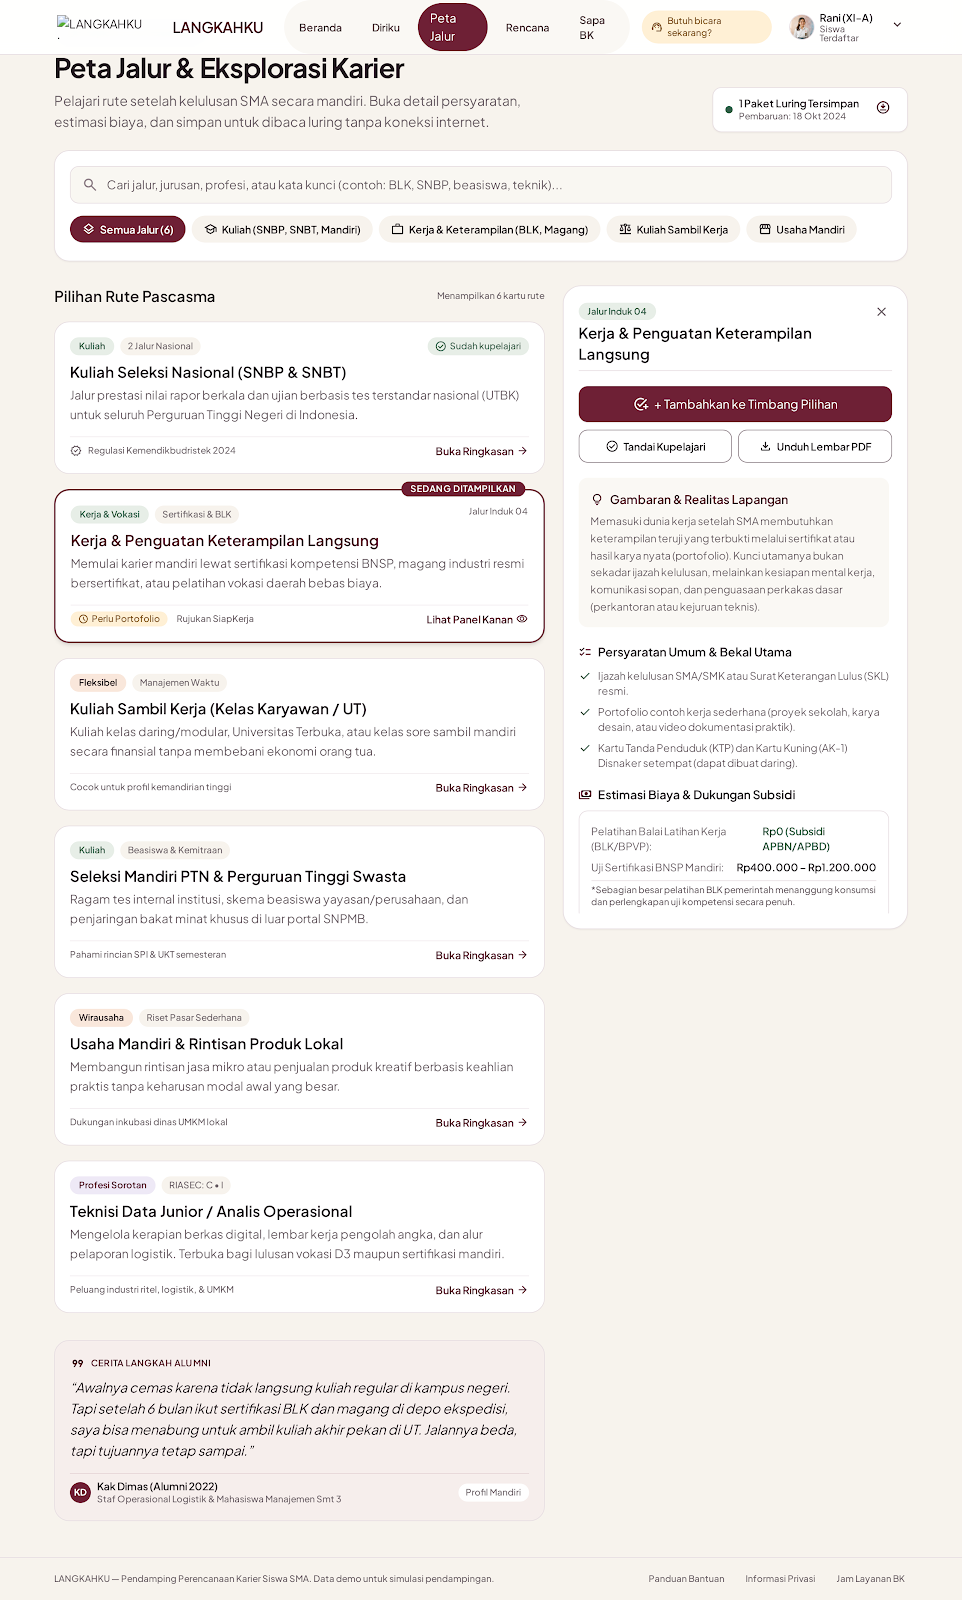 LANGKAHKU
.
LANGKAHKU
Beranda
Diriku
Peta
Jalur
Rencana
Sapa
BK
Butuh bicara
sekarang?
Rani (XI-A)
Siswa
Terdaftar
Peta Jalur & Eksplorasi Karier
Pelajari rute setelah kelulusan SMA secara mandiri. Buka detail persyaratan,
estimasi biaya, dan simpan untuk dibaca luring tanpa koneksi internet.
1 Paket Luring Tersimpan
Pembaruan: 18 Okt 2024
Cari jalur, jurusan, profesi, atau kata kunci (contoh: BLK, SNBP, beasiswa, teknik)...
Semua Jalur (6)
Kuliah (SNBP, SNBT, Mandiri)
Kerja & Keterampilan (BLK, Magang)
Kuliah Sambil Kerja
Usaha Mandiri
Pilihan Rute Pascasma
Menampilkan 6 kartu rute
Kuliah
2 Jalur Nasional
Sudah kupelajari
Kuliah Seleksi Nasional (SNBP & SNBT)
Jalur prestasi nilai rapor berkala dan ujian berbasis tes terstandar nasional (UTBK)
untuk seluruh Perguruan Tinggi Negeri di Indonesia.
Regulasi Kemendikbudristek 2024
Buka Ringkasan →
SEDANG DITAMPILKAN
Kerja & Vokasi
Sertifikasi & BLK
Jalur Induk 04
Kerja & Penguatan Keterampilan Langsung
Memulai karier mandiri lewat sertifikasi kompetensi BNSP, magang industri resmi
bersertifikat, atau pelatihan vokasi daerah bebas biaya.
Perlu Portofolio
Rujukan SiapKerja
Lihat Panel Kanan
Fleksibel
Manajemen Waktu
Kuliah Sambil Kerja (Kelas Karyawan / UT)
Kuliah kelas daring/modular, Universitas Terbuka, atau kelas sore sambil mandiri
secara finansial tanpa membebani ekonomi orang tua.
Cocok untuk profil kemandirian tinggi
Buka Ringkasan →
Kuliah
Beasiswa & Kemitraan
Seleksi Mandiri PTN & Perguruan Tinggi Swasta
Ragam tes internal institusi, skema beasiswa yayasan/perusahaan, dan
penjaringan bakat minat khusus di luar portal SNPMB.
Pahami rincian SPI & UKT semesteran
Buka Ringkasan →
Wirausaha
Riset Pasar Sederhana
Usaha Mandiri & Rintisan Produk Lokal
Membangun rintisan jasa mikro atau penjualan produk kreatif berbasis keahlian
praktis tanpa keharusan modal awal yang besar.
Dukungan inkubasi dinas UMKM lokal
Buka Ringkasan →
Profesi Sorotan
RIASEC: C • I
Teknisi Data Junior / Analis Operasional
Mengelola kerapian berkas digital, lembar kerja pengolah angka, dan alur
pelaporan logistik. Terbuka bagi lulusan vokasi D3 maupun sertifikasi mandiri.
Peluang industri ritel, logistik, & UMKM
Buka Ringkasan →
CERITA LANGKAH ALUMNI
“Awalnya cemas karena tidak langsung kuliah regular di kampus negeri.
Tapi setelah 6 bulan ikut sertifikasi BLK dan magang di depo ekspedisi,
saya bisa menabung untuk ambil kuliah akhir pekan di UT. Jalannya beda,
tapi tujuannya tetap sampai.”
KD
Kak Dimas (Alumni 2022)
Staf Operasional Logistik & Mahasiswa Manajemen Smt 3
Profil Mandiri
Jalur Induk 04
Kerja & Penguatan Keterampilan
Langsung
+ Tambahkan ke Timbang Pilihan
Tandai Kupelajari
Unduh Lembar PDF
Gambaran & Realitas Lapangan
Memasuki dunia kerja setelah SMA membutuhkan
keterampilan teruji yang terbukti melalui sertifikat atau
hasil karya nyata (portofolio). Kunci utamanya bukan
sekadar ijazah kelulusan, melainkan kesiapan mental kerja,
komunikasi sopan, dan penguasaan perkakas dasar
(perkantoran atau kejuruan teknis).
Persyaratan Umum & Bekal Utama
Ijazah kelulusan SMA/SMK atau Surat Keterangan Lulus (SKL)
resmi.
Portofolio contoh kerja sederhana (proyek sekolah, karya
desain, atau video dokumentasi praktik).
Kartu Tanda Penduduk (KTP) dan Kartu Kuning (AK-1)
Disnaker setempat (dapat dibuat daring).
Estimasi Biaya & Dukungan Subsidi
Pelatihan Balai Latihan Kerja
(BLK/BPVP):
Rp0 (Subsidi
APBN/APBD)
Uji Sertifikasi BNSP Mandiri:
Rp400.000 – Rp1.200.000
*Sebagian besar pelatihan BLK pemerintah menanggung konsumsi
dan perlengkapan uji kompetensi secara penuh.
LANGKAHKU — Pendamping Perencanaan Karier Siswa SMA. Data demo untuk simulasi pendampingan.
Panduan Bantuan
Informasi Privasi
Jam Layanan BK